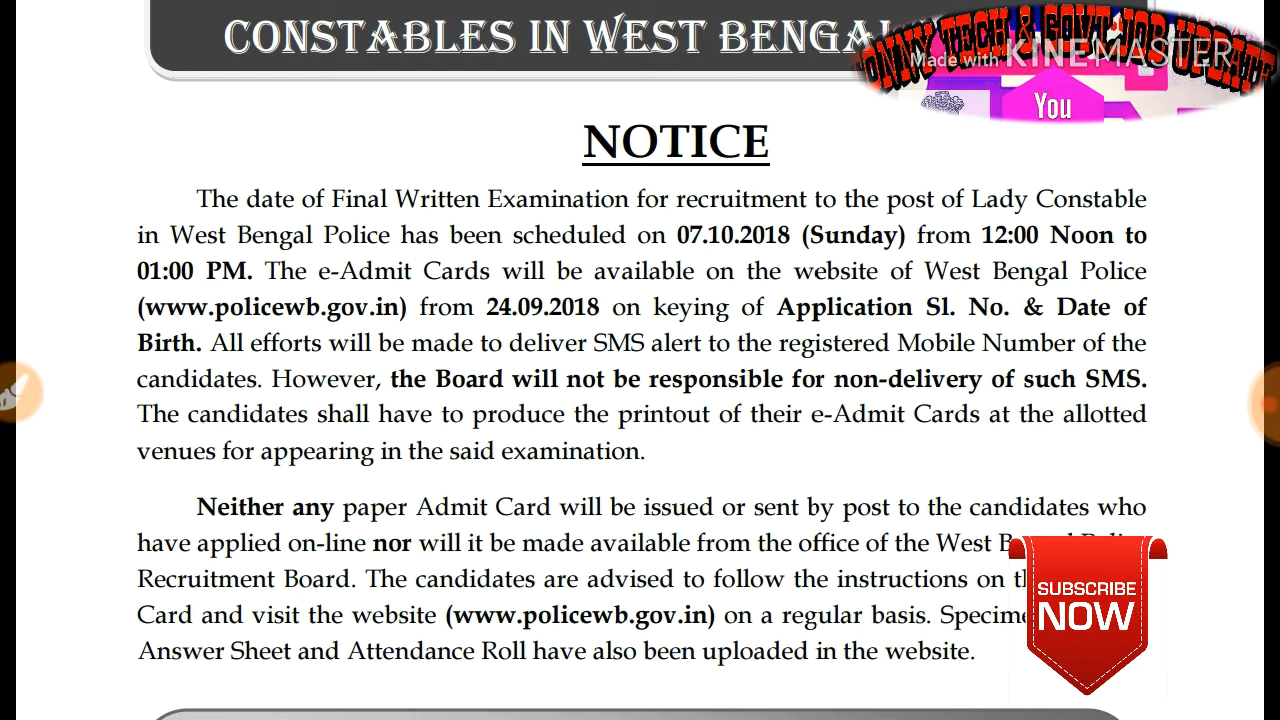 CONSTABLES IN WEST BENGAL
Made with KINEMASTER
TECH & GOVT JOB UPDATE
You
NOTICE
The date of Final Written Examination for recruitment to the post of Lady Constable
in West Bengal Police has been scheduled on 07.10.2018 (Sunday) from 12:00 Noon to
01:00 PM. The e-Admit Cards will be available on the website of West Bengal Police
(www.policewb.gov.in) from 24.09.2018 on keying of Application Sl. No. & Date of
Birth. All efforts will be made to deliver SMS alert to the registered Mobile Number of the
candidates. However, the Board will not be responsible for non-delivery of such SMS.
The candidates shall have to produce the printout of their e-Admit Cards at the allotted
venues for appearing in the said examination.
Neither any paper Admit Card will be issued or sent by post to the candidates who
have applied on-line nor will it be made available from the office of the West
Recruitment Board. The candidates are advised to follow the instructions on
Card and visit the website (www.policewb.gov.in) on a regular basis.
Answer Sheet and Attendance Roll have also been uploaded in the website.
SUBSCRIBE
NOW